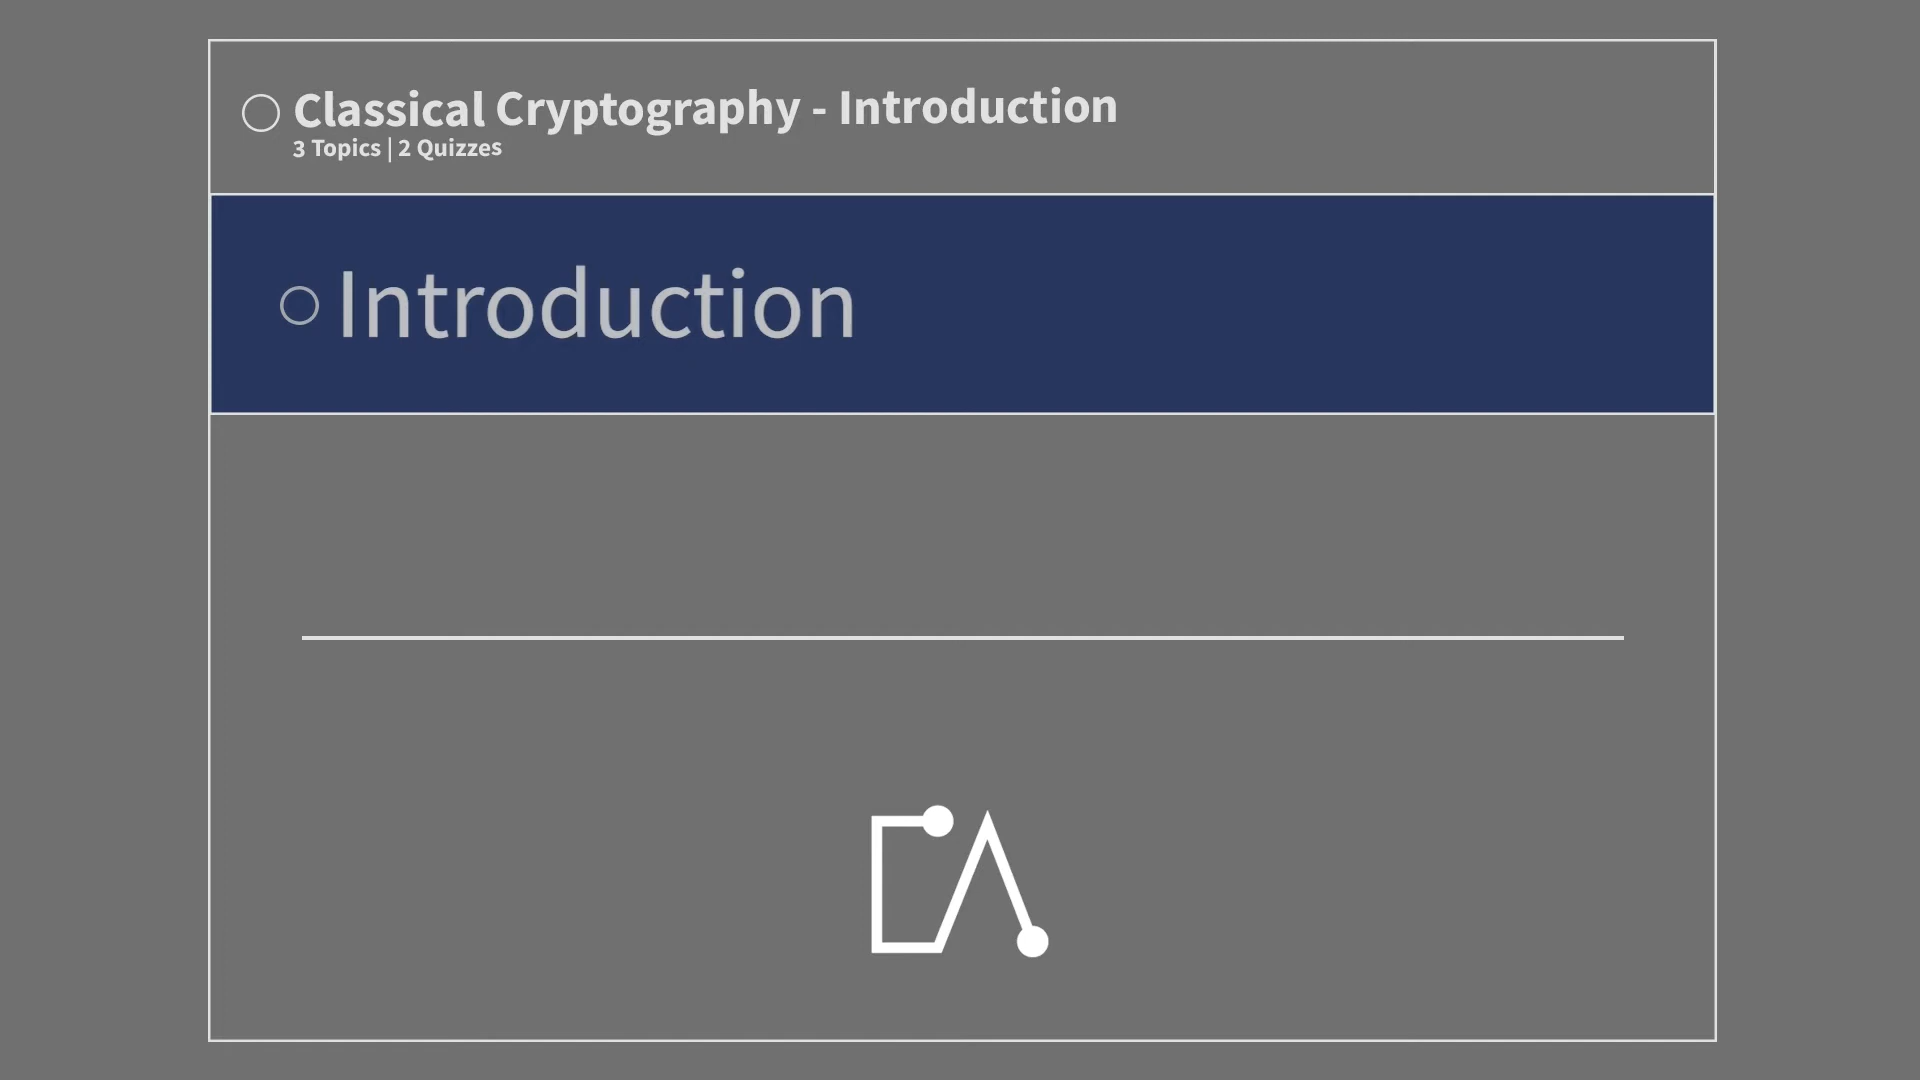 Classical Cryptography - Introduction
3 Topics | 2 Quizzes
Introduction